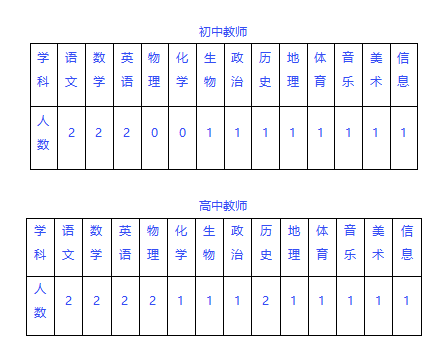 初中教师
学科 语文 数学 英语 物理 化学 生物 政治 历史 地理 体育 音乐 美术 信息
人数 2 2 2 0 0 1 1 1 1 1 1 1 1
高中教师
学科 语文 数学 英语 物理 化学 生物 政治 历史 地理 体育 音乐 美术 信息
人数 2 2 2 2 1 1 1 2 1 1 1 1 1